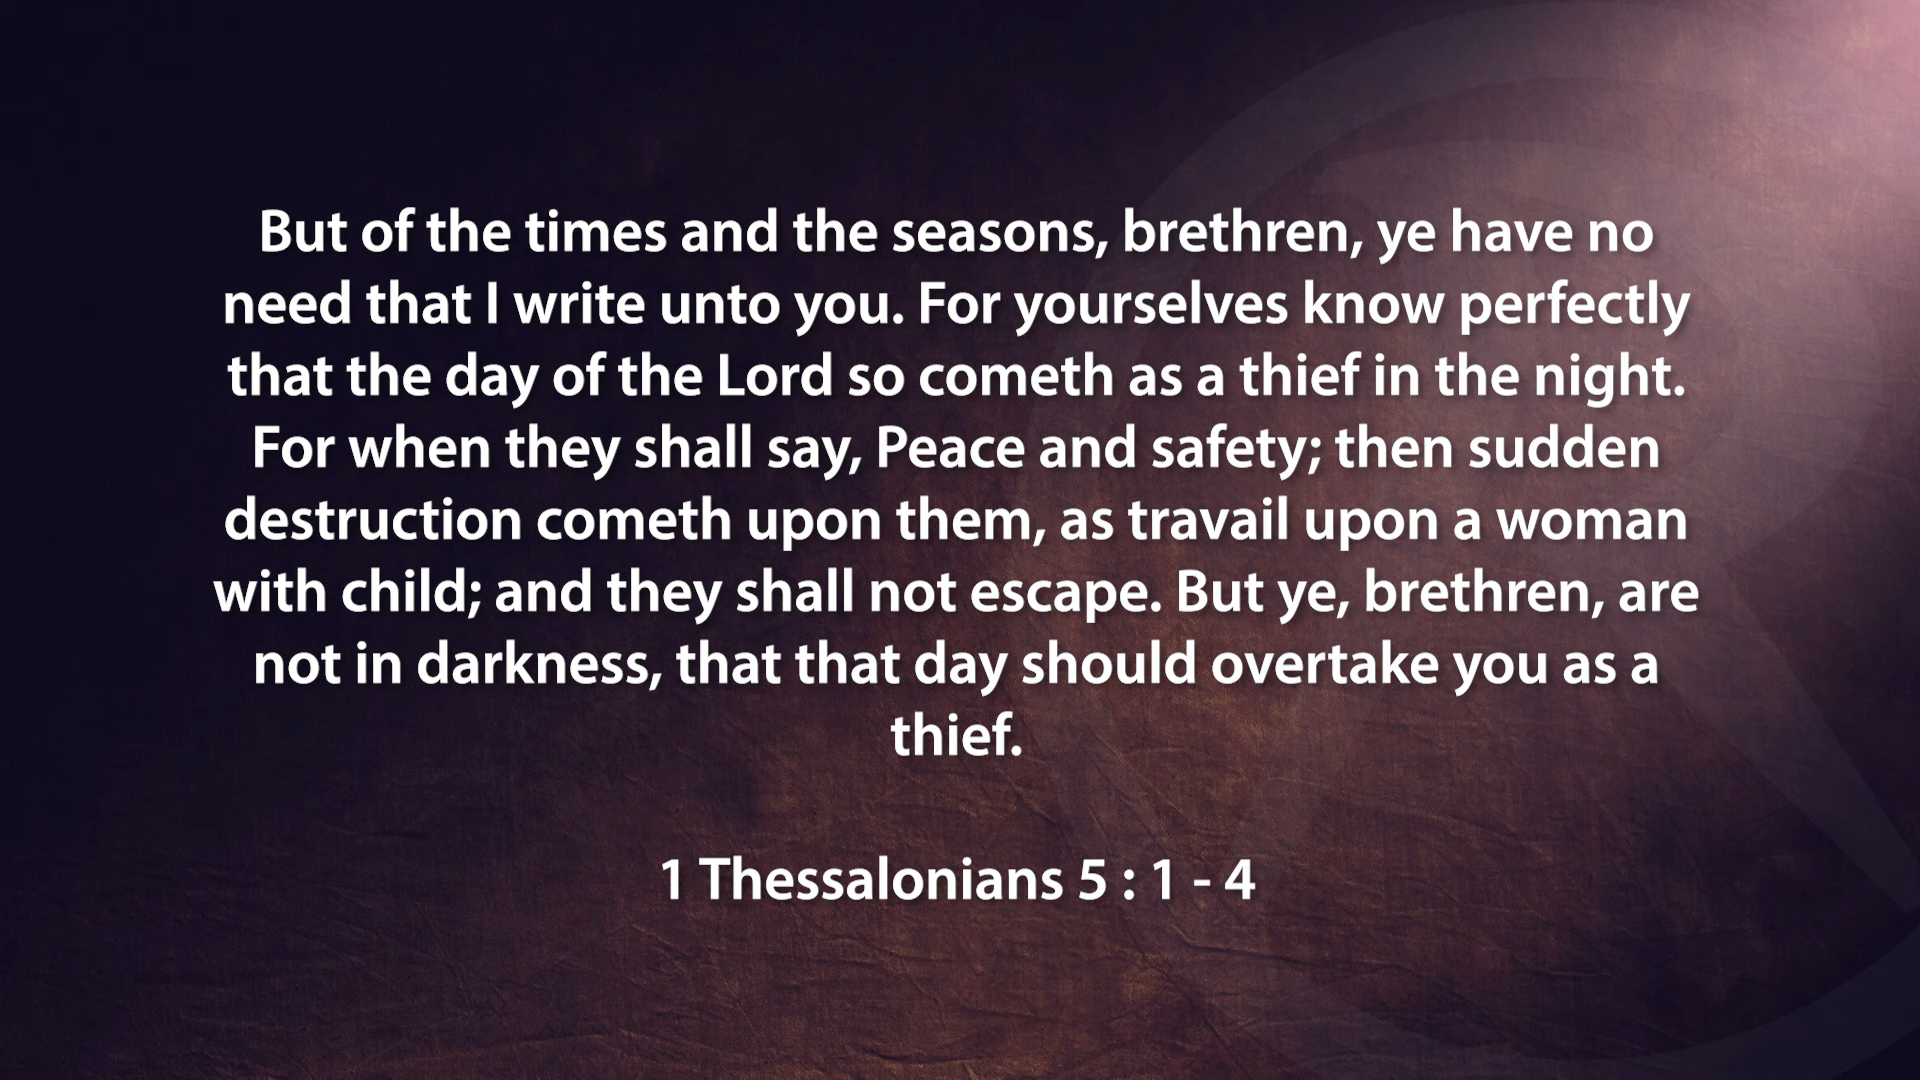 But of the times and the seasons, brethren, ye have no
need that I write unto you. For yourselves know perfectly
that the day of the Lord so cometh as a thief in the night.
For when they shall say, Peace and safety; then sudden
destruction cometh upon them, as travail upon a woman
with child; and they shall not escape. But ye, brethren, are
not in darkness, that that day should overtake you as a
thief.
1 Thessalonians 5 : 1 - 4